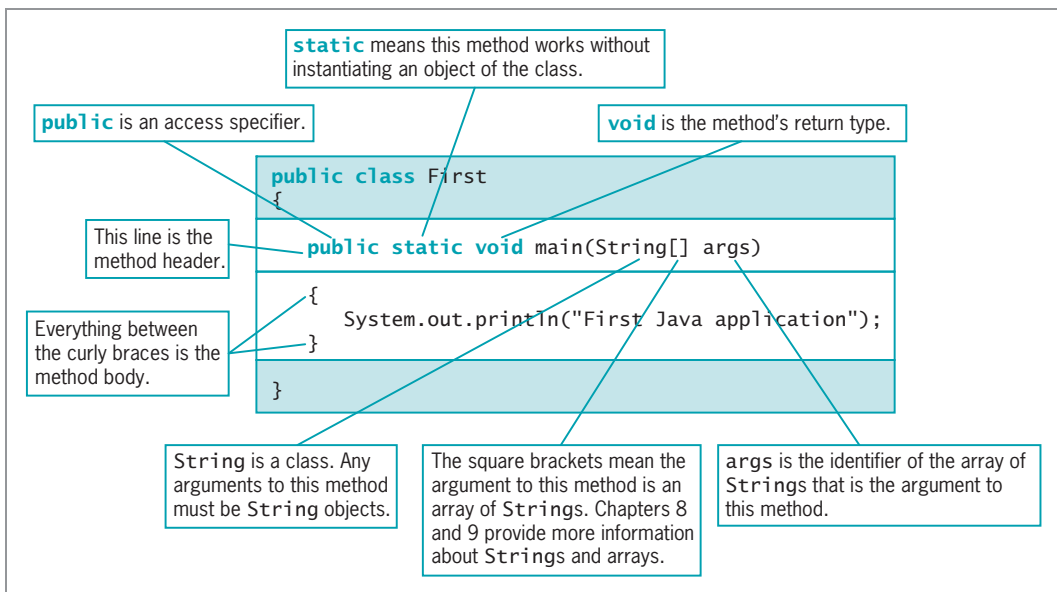 static means this method works without
instantiating an object of the class.
public is an access specifier.
void is the method's return type.
public class First
{
This line is the
method header.
public static void main(String[] args)
{
System.out.println("First Java application");
}
Everything between
the curly braces is the
method body.
}
String is a class. Any
arguments to this method
must be String objects.
The square brackets mean the
argument to this method is an
array of Strings. Chapters 8
and 9 provide more information
about Strings and arrays.
args is the identifier of the array of
Strings that is the argument to
this method.